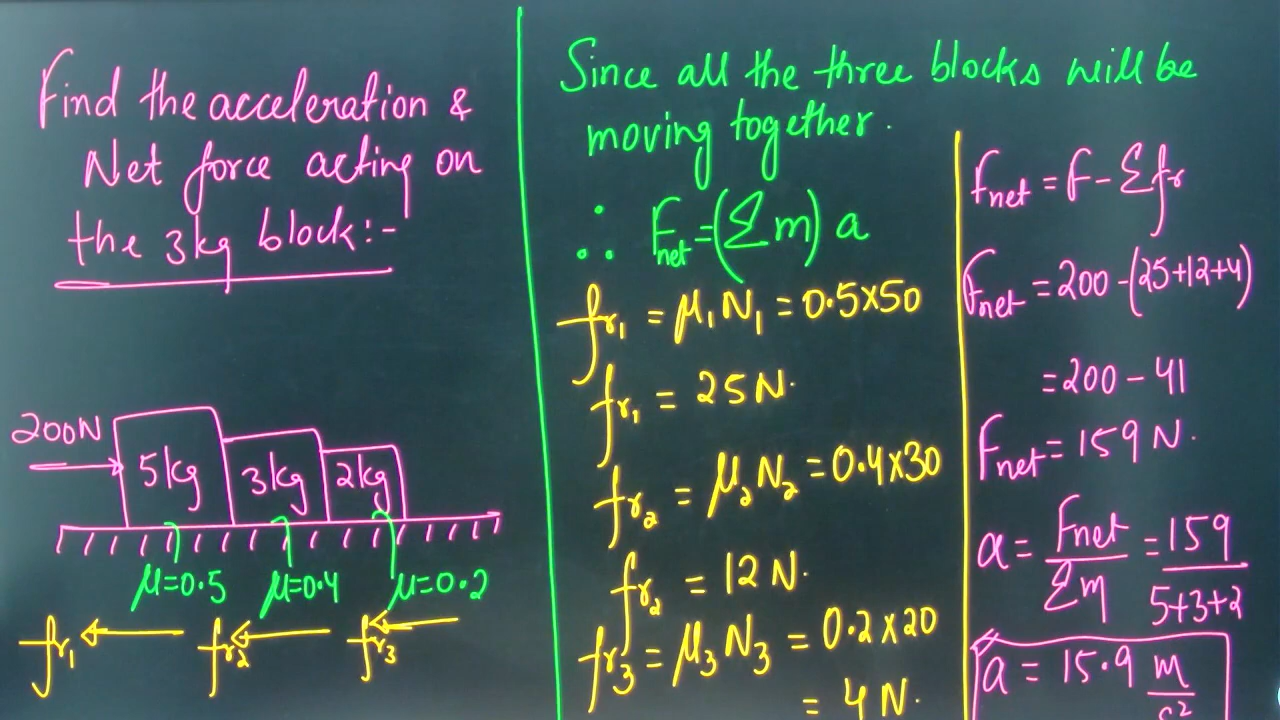 Find the acceleration &
Net force acting on
the 3kg block:-
200N
5kg
3kg
2kg
μ=0.5
μ=0.4
μ=0.2
fr₁
fr₂
fr₃
Since all the three blocks will be
moving together.
∴ Fnet=(Σm) a
fr₁ = μ₁N₁ = 0.5×50
fr₁ = 25N.
fr₂ = μ₂N₂ = 0.4×30
fr₂ = 12N.
fr₃ = μ₃N₃ = 0.2×20
= 4N.
Fnet = F - Σfr
Fnet = 200 - (25+12+4)
= 200 - 41
Fnet = 159 N.
a = Fnet/Σm = 159/5+3+2
a = 15.9 m/s²